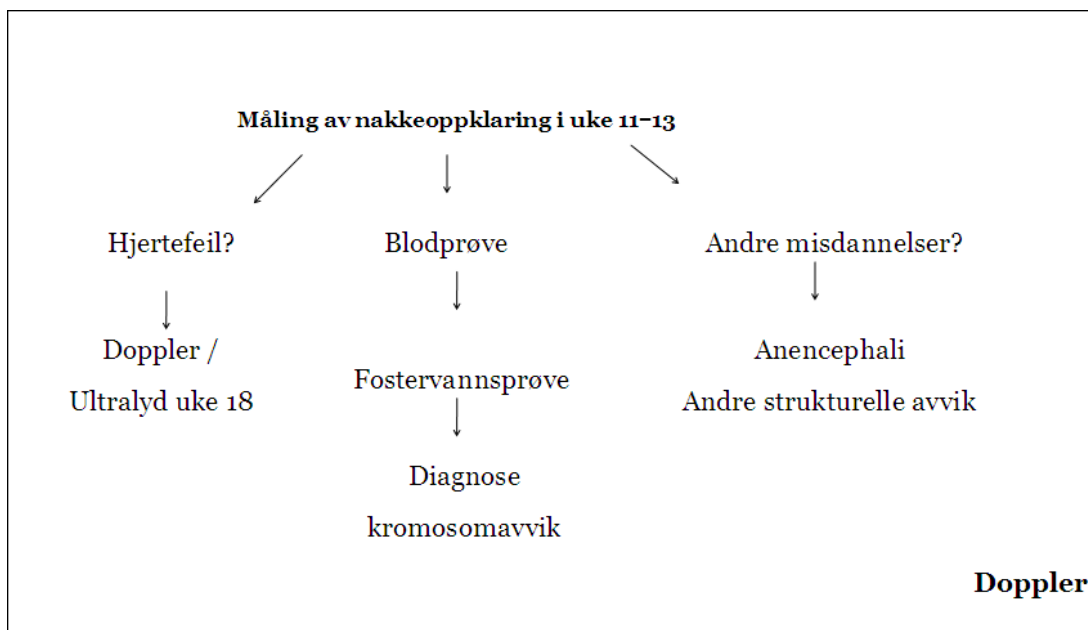 Måling av nakkeoppklaring i uke 11–13
Hjertefeil?
Blodprøve
Andre misdannelser?
Doppler /
Ultralyd uke 18
Fostervannsprøve
Anencephali
Andre strukturelle avvik
Diagnose
kromosomavvik
Doppler